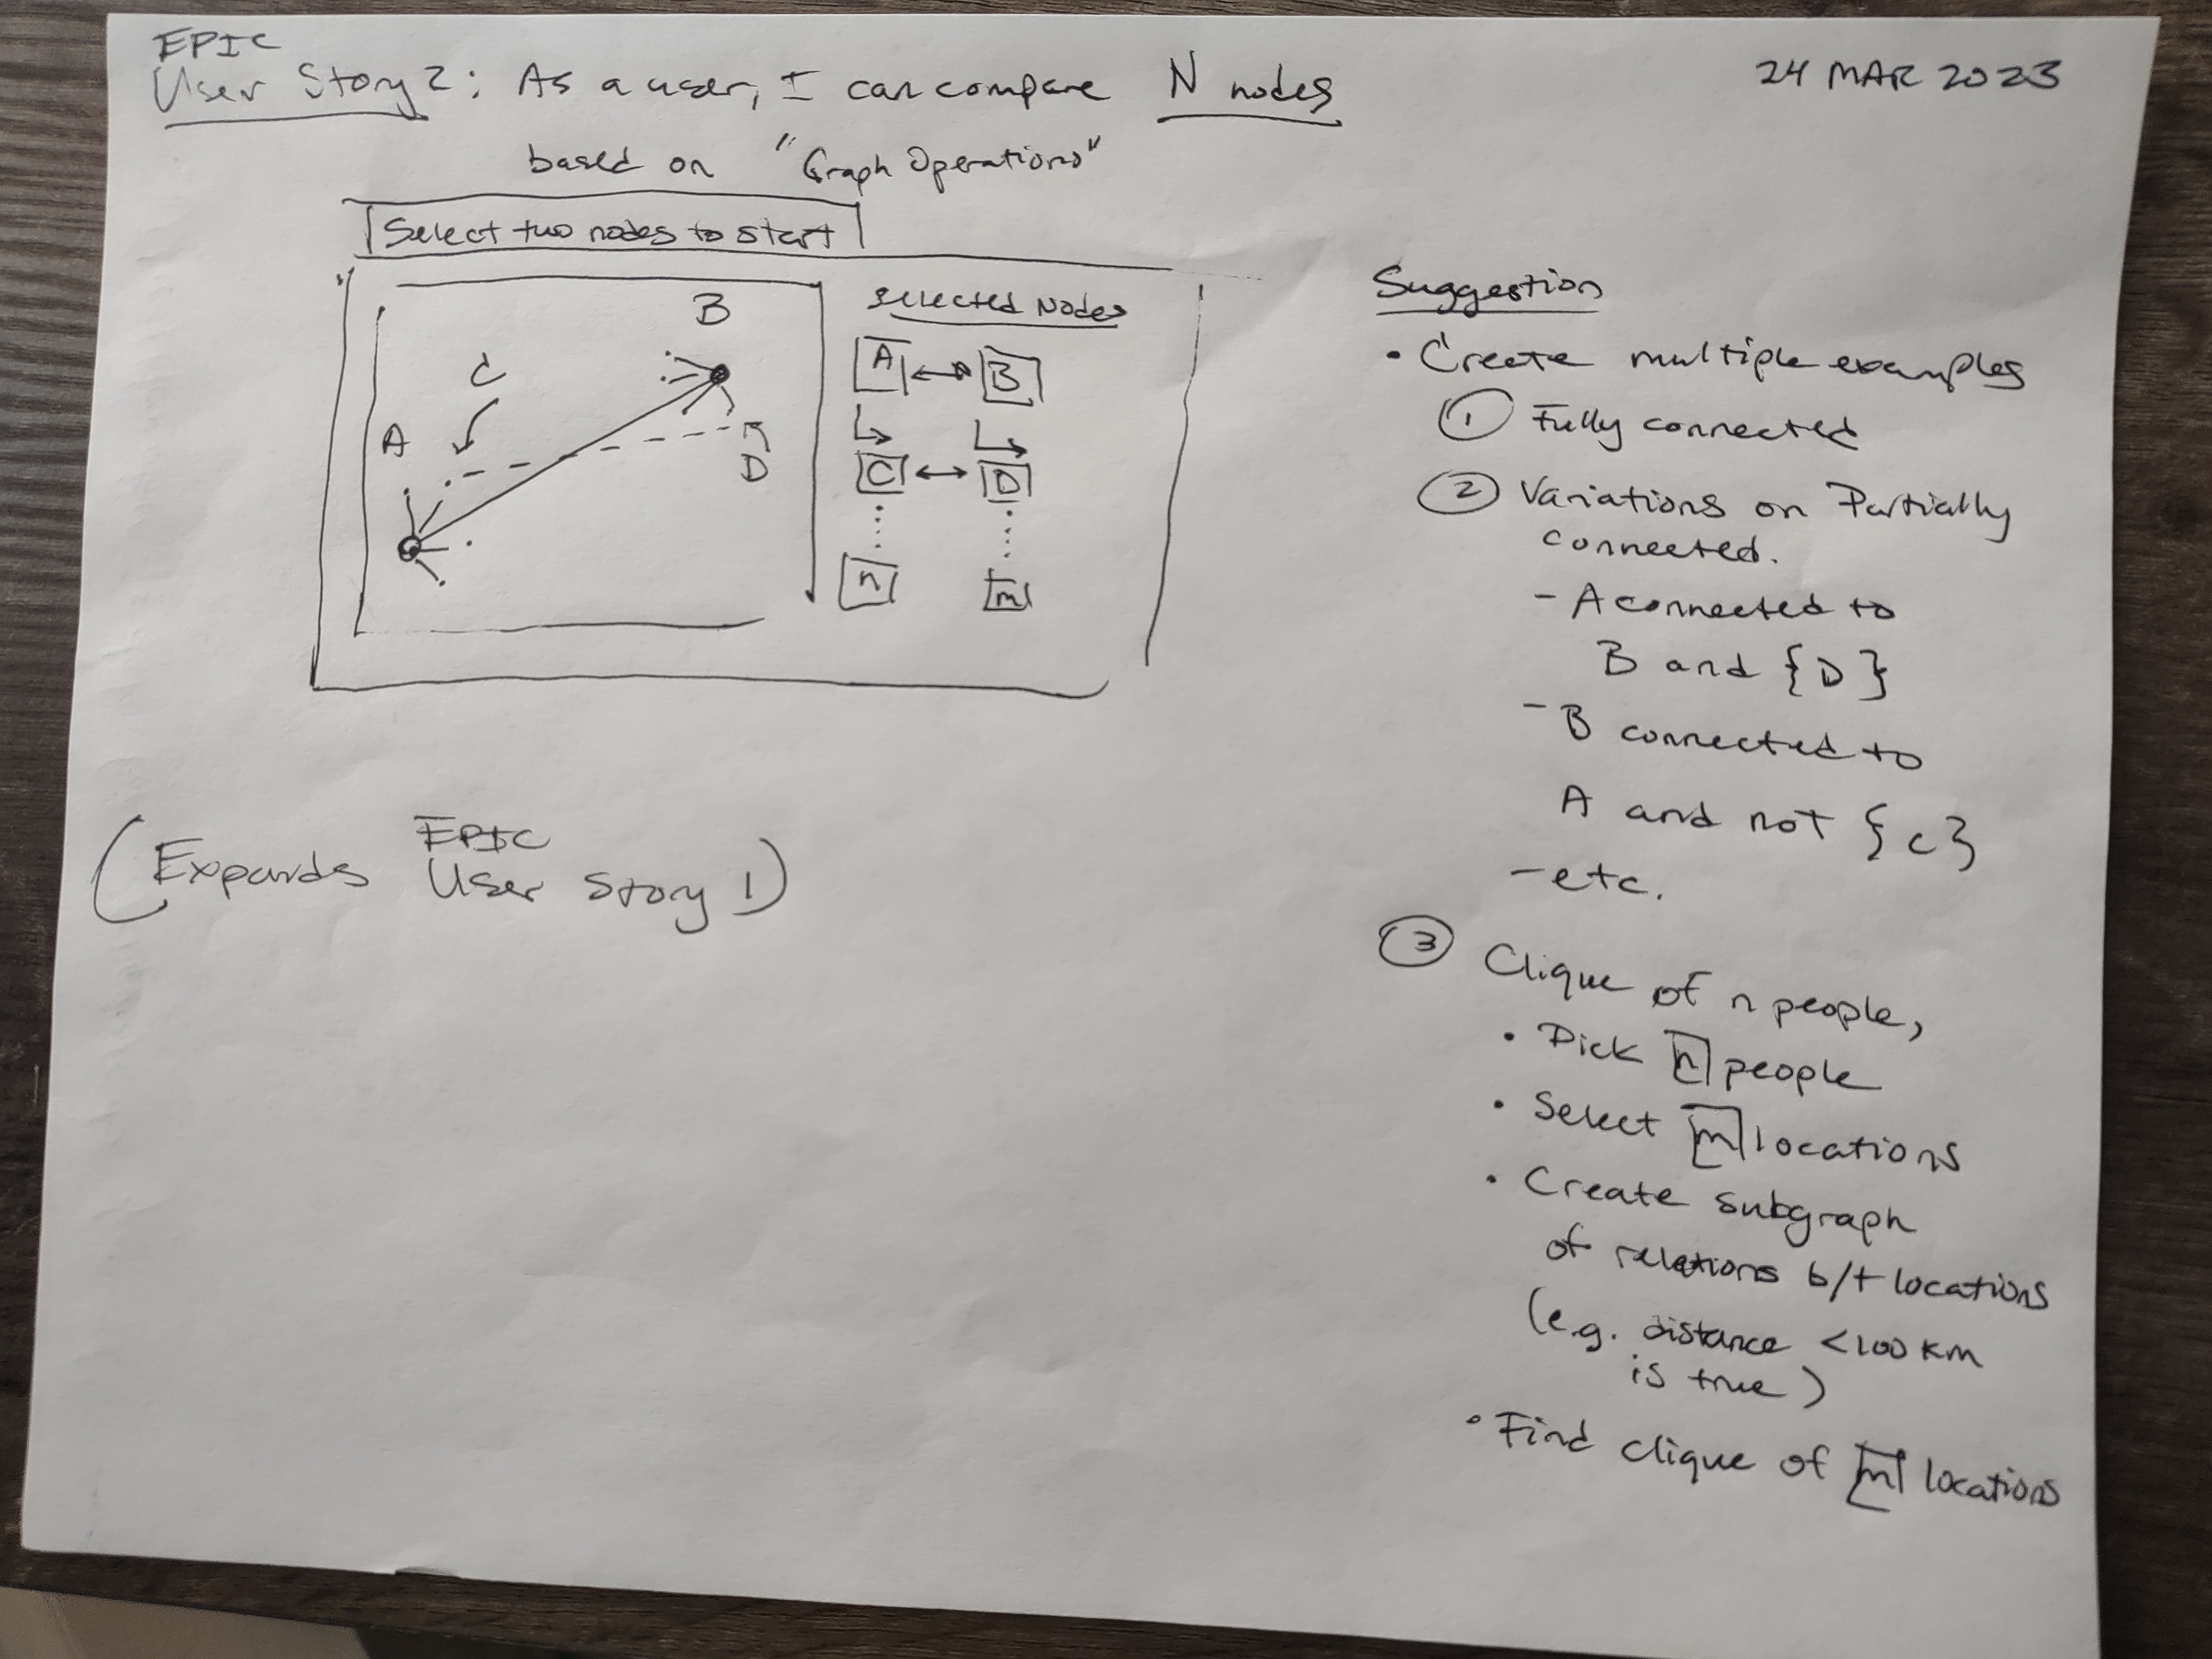 EPIC
User Story 2: As a user, I can compare N nodes
24 MAR 2023
based on "Graph Operations"
Select two nodes to start
B
C
A
D
Selected Nodes
A ↔ B
C ↔ D
n m
(Expands EPIC User Story 1)
Suggestion
• Create multiple examples
① Fully connected
② Variations on Partially
connected.
- A connected to
B and {D}
- B connected to
A and not {C}
- etc.
③ Clique of n people,
• Pick n people
• Select m locations
• Create subgraph
of relations b/t locations
(e.g. distance <100 km
is true)
• Find clique of m locations